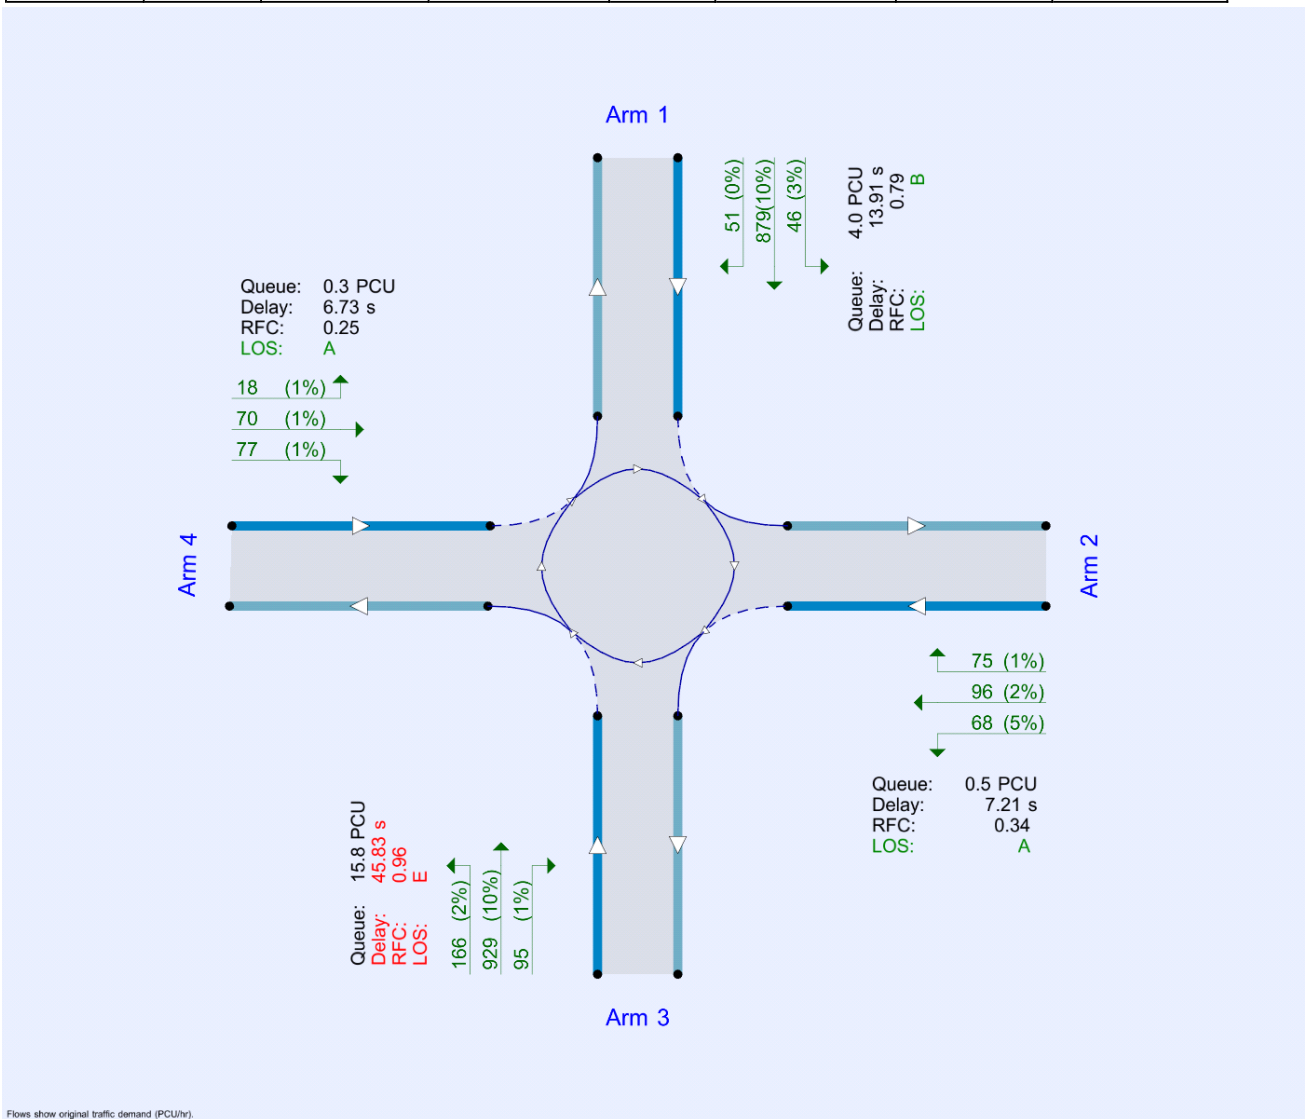 Arm 1
51 (0%)
879(10%)
46 (3%)
Queue: 4.0 PCU
Delay: 13.91 s
RFC: 0.79
LOS: B
Queue: 0.3 PCU
Delay: 6.73 s
RFC: 0.25
LOS: A
18 (1%)
70 (1%)
77 (1%)
Arm 4
Arm 2
75 (1%)
96 (2%)
68 (5%)
Queue: 0.5 PCU
Delay: 7.21 s
RFC: 0.34
LOS: A
Queue: 15.8 PCU
Delay: 45.83 s
RFC: 0.96
LOS: E
166 (2%)
929 (10%)
95 (1%)
Arm 3
Flows show original traffic demand (PCU/hr).